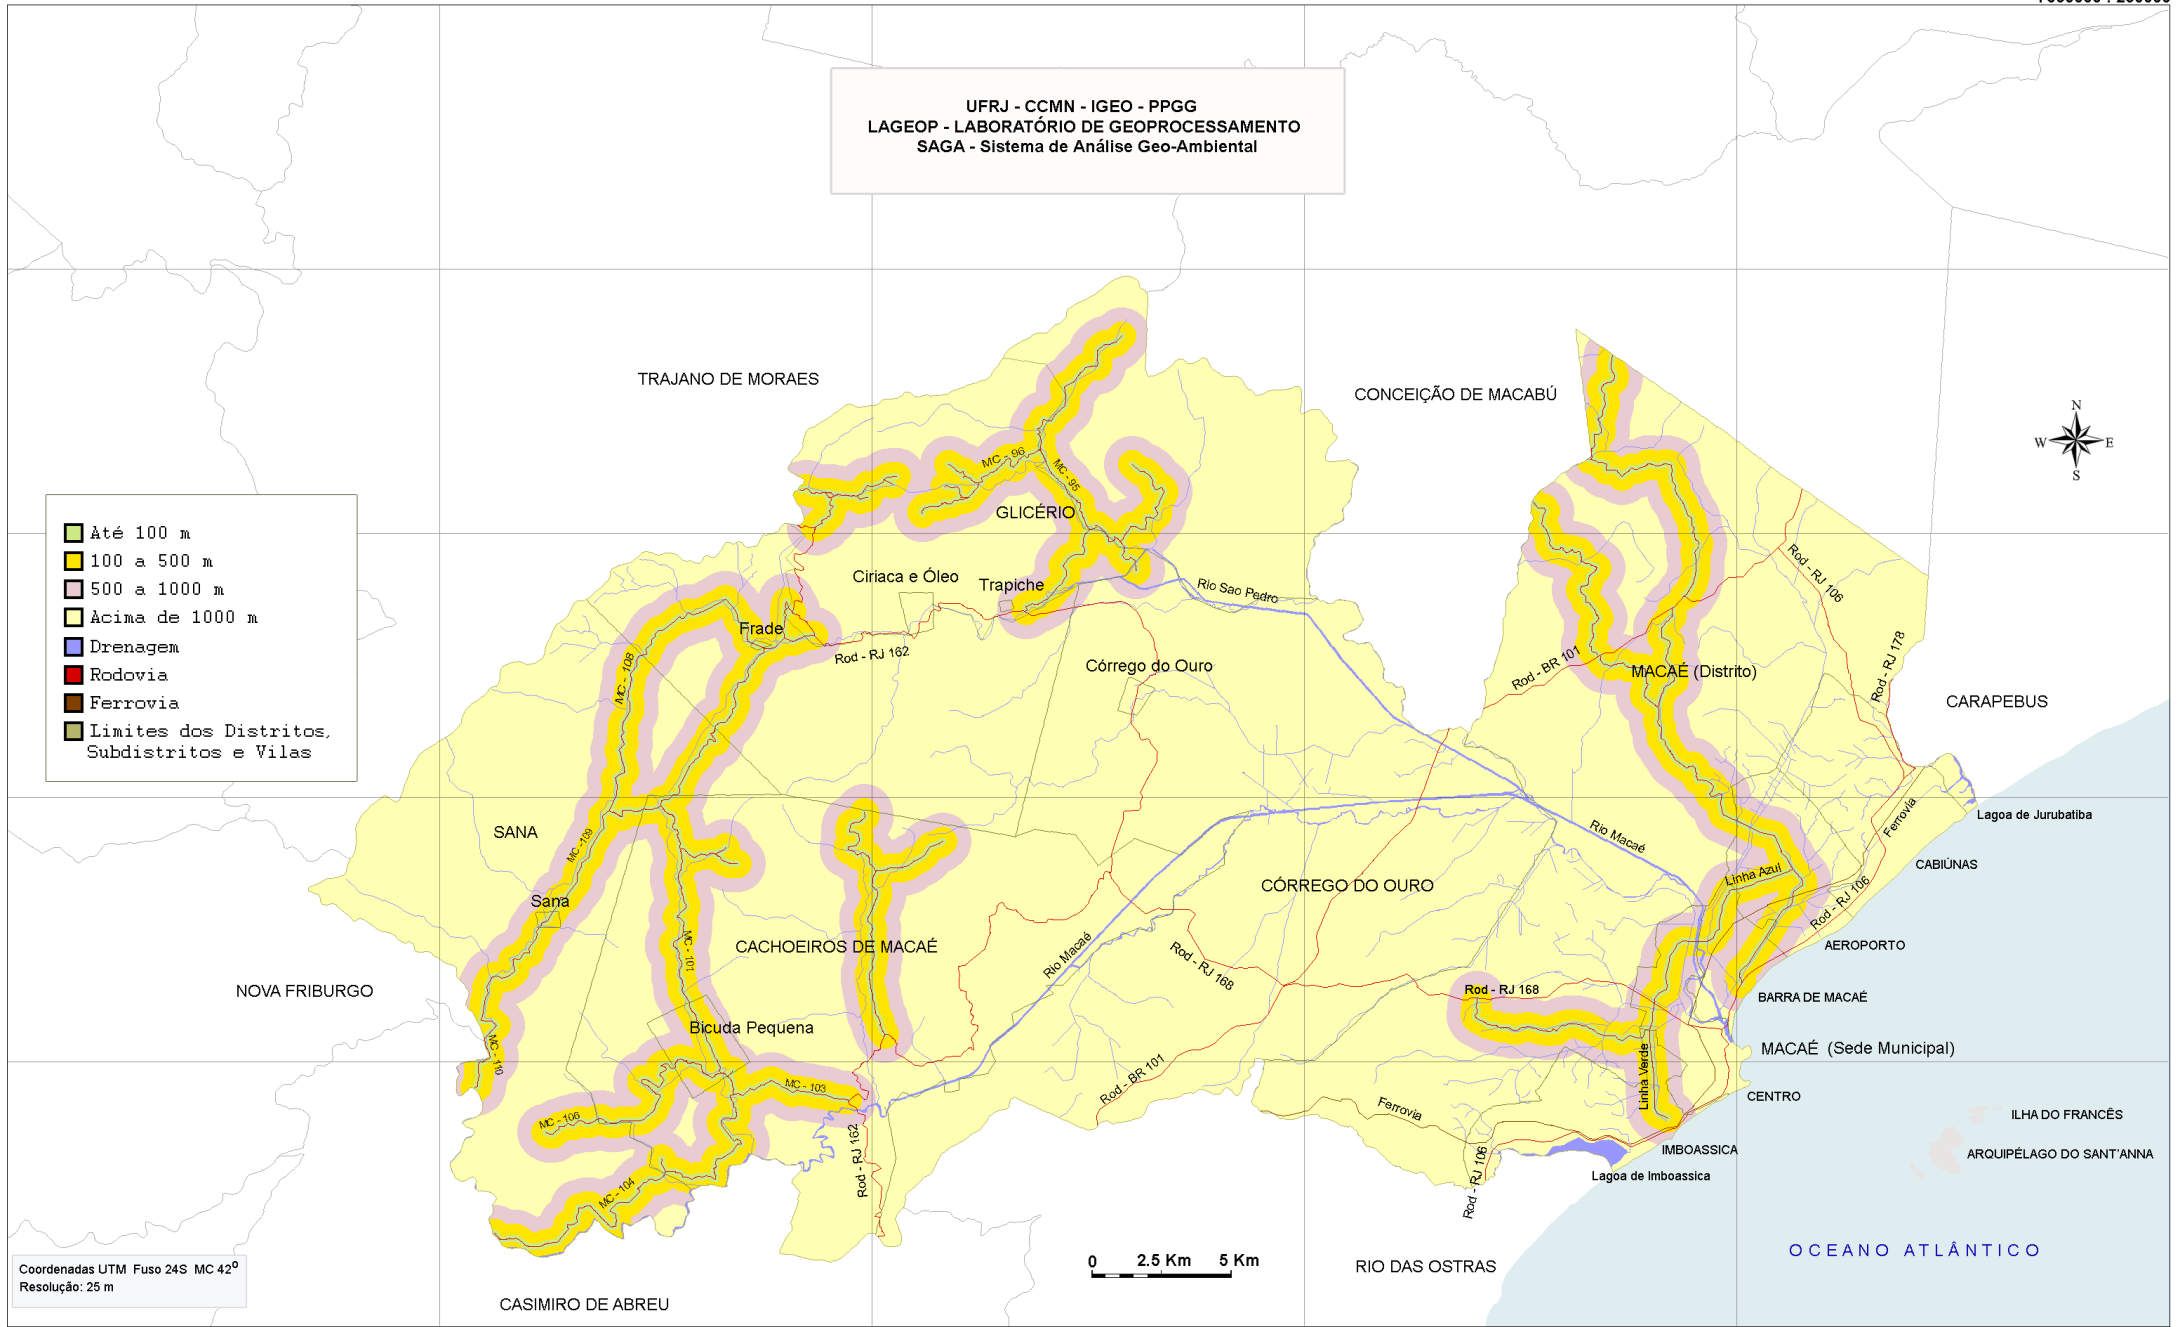 UFRJ - CCMN - IGEO - PPGG
LAGEOP - LABORATÓRIO DE GEOPROCESSAMENTO
SAGA - Sistema de Análise Geo-Ambiental
TRAJANO DE MORAES
CONCEIÇÃO DE MACABÚ
N
W
E
S
MC - 96
MC - 95
GLICÉRIO
Até 100 m
100 a 500 m
500 a 1000 m
Acima de 1000 m
Drenagem
Rodovia
Ferrovia
Limites dos Distritos,
Subdistritos e Vilas
Ciriaca e Óleo
Trapiche
Rio Sao Pedro
Rod - RJ 106
Frade
Rod - RJ 162
Córrego do Ouro
MC - 108
Rod - BR 101
MACAÉ (Distrito)
Rod - RJ 178
CARAPEBUS
Lagoa de Jurubatiba
Ferrovia
SANA
MC -109
Rio Macaé
CABIÚNAS
Linha Azul
CÓRREGO DO OURO
Sana
Rod - RJ 106
CACHOEIROS DE MACAÉ
MC - 101
Rio Macaé
Rod - RJ 168
AEROPORTO
NOVA FRIBURGO
Rod - RJ 168
BARRA DE MACAÉ
Bicuda Pequena
MACAÉ (Sede Municipal)
MC - 110
MC - 103
Rod - BR 101
Linha Verde
CENTRO
Ferrovia
ILHA DO FRANCÊS
MC - 106
IMBOASSICA
ARQUIPÉLAGO DO SANT'ANNA
Rod - RJ 162
Rod - RJ 106
Lagoa de Imboassica
MC - 104
OCEANO ATLÂNTICO
0 2.5 Km 5 Km
RIO DAS OSTRAS
Coordenadas UTM Fuso 24S MC 42º
Resolução: 25 m
CASIMIRO DE ABREU